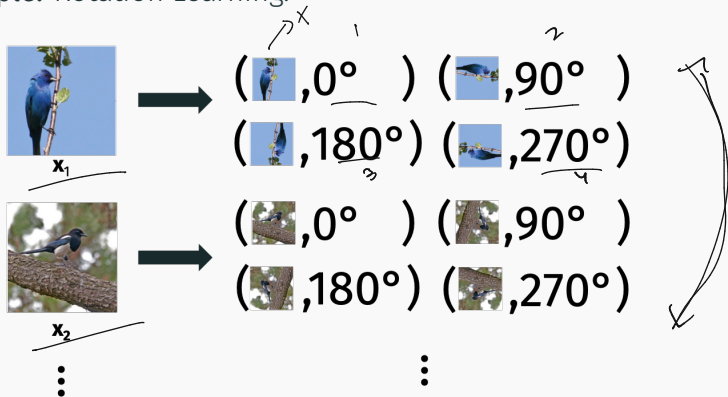 Rotation Learning.
x 1 2
( ,0° ) ( ,90° )
( ,180°) ( ,270°)
3 4
x₁
( ,0° ) ( ,90° )
( ,180°) ( ,270°)
x₂